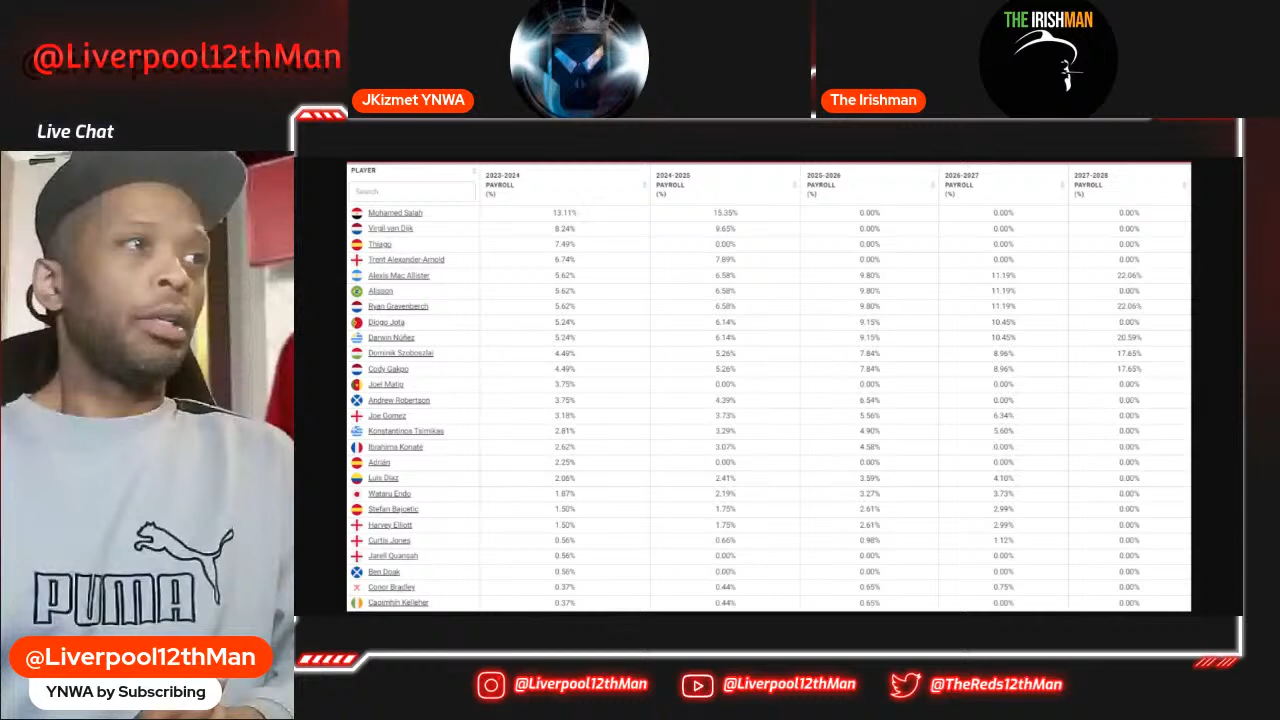 @Liverpool12thMan
JKizmet YNWA
THE IRISHMAN
The Irishman
Live Chat
PLAYER
Search
2023-2024 PAYROLL (%)
2024-2025 PAYROLL (%)
2025-2026 PAYROLL (%)
2026-2027 PAYROLL (%)
2027-2028 PAYROLL (%)
Mohamed Salah 13.11% 15.35% 0.00% 0.00% 0.00%
Virgil van Dijk 8.24% 9.65% 0.00% 0.00% 0.00%
Thiago 7.49% 0.00% 0.00% 0.00% 0.00%
Trent Alexander-Arnold 6.74% 7.89% 0.00% 0.00% 0.00%
Alexis Mac Allister 5.62% 6.58% 9.80% 11.19% 22.06%
Alisson 5.62% 6.58% 9.80% 11.19% 0.00%
Ryan Gravenberch 5.62% 6.58% 9.80% 11.19% 22.06%
Diogo Jota 5.24% 6.14% 9.15% 10.45% 0.00%
Darwin Núñez 5.24% 6.14% 9.15% 10.45% 20.59%
Dominik Szoboszlai 4.49% 5.26% 7.84% 8.96% 17.65%
Cody Gakpo 4.49% 5.26% 7.84% 8.96% 17.65%
Joel Matip 3.75% 0.00% 0.00% 0.00% 0.00%
Andrew Robertson 3.75% 4.39% 6.54% 0.00% 0.00%
Joe Gomez 3.18% 3.73% 5.56% 6.34% 0.00%
Konstantinos Tsimikas 2.81% 3.29% 4.90% 5.60% 0.00%
Ibrahima Konaté 2.62% 3.07% 4.58% 0.00% 0.00%
Adrián 2.25% 0.00% 0.00% 0.00% 0.00%
Luis Díaz 2.06% 2.41% 3.59% 4.10% 0.00%
Wataru Endo 1.87% 2.19% 3.27% 3.73% 0.00%
Stefan Bajcetic 1.50% 1.75% 2.61% 2.99% 0.00%
Harvey Elliott 1.50% 1.75% 2.61% 2.99% 0.00%
Curtis Jones 0.56% 0.66% 0.98% 1.12% 0.00%
Jarell Quansah 0.56% 0.00% 0.00% 0.00% 0.00%
Ben Doak 0.56% 0.00% 0.00% 0.00% 0.00%
Conor Bradley 0.37% 0.44% 0.65% 0.75% 0.00%
Caoimhin Kelleher 0.37% 0.44% 0.65% 0.00% 0.00%
PUMA
@Liverpool12thMan
YNWA by Subscribing
@Liverpool12thMan
@Liverpool12thMan
@TheReds12thMan